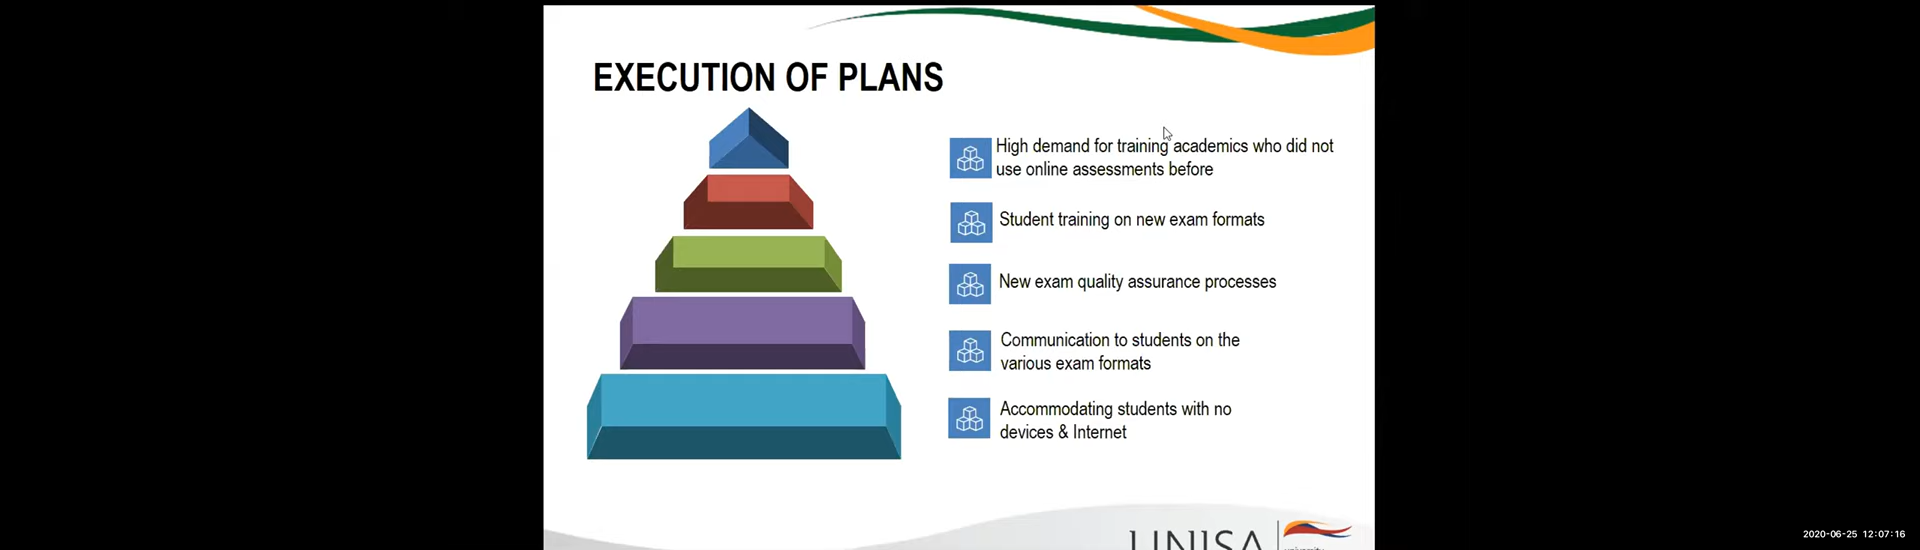 EXECUTION OF PLANS
High demand for training academics who did not
use online assessments before
Student training on new exam formats
New exam quality assurance processes
Communication to students on the
various exam formats
Accommodating students with no
devices & Internet
UNISA
2020-06-25 12:07:16